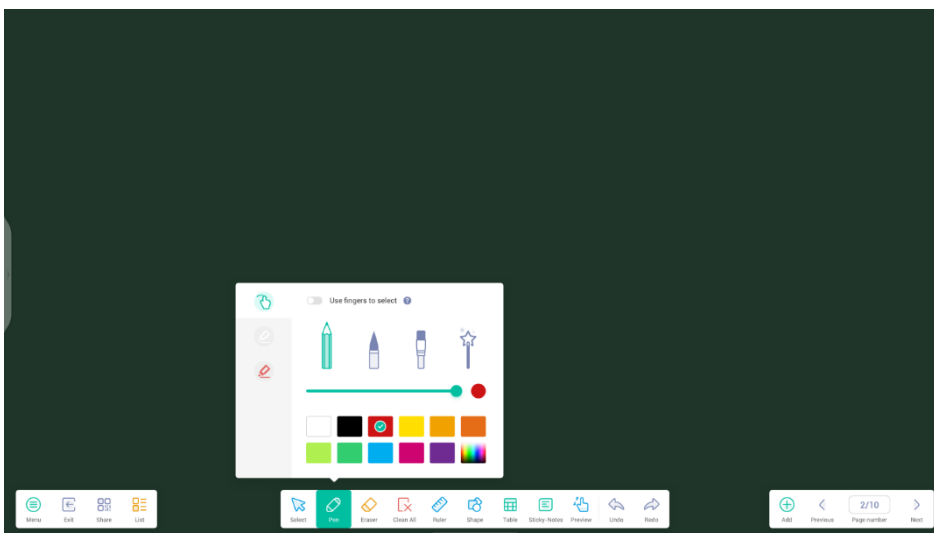 Use fingers to select ?
Menu Exit Share List Select Pen Eraser Clean All Ruler Shape Table Sticky-Notes Preview Undo Redo Add Previous 2/10 Page number Next